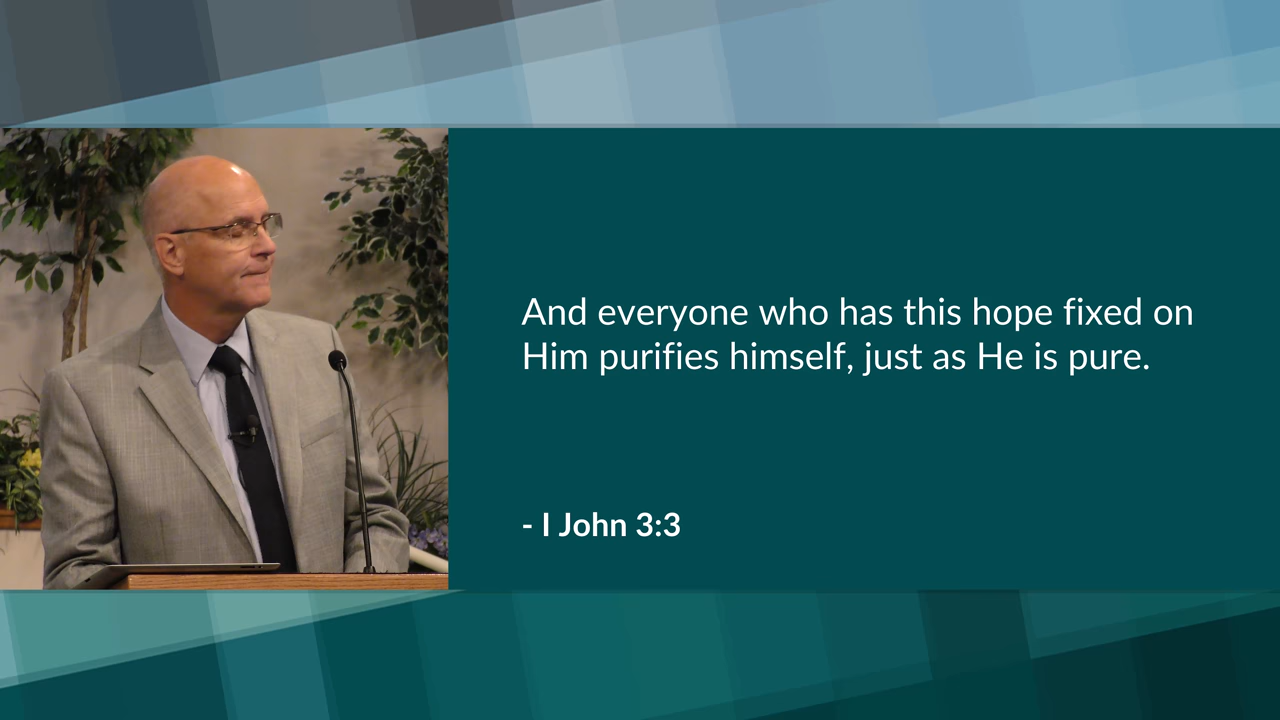 And everyone who has this hope fixed on
Him purifies himself, just as He is pure.
- I John 3:3